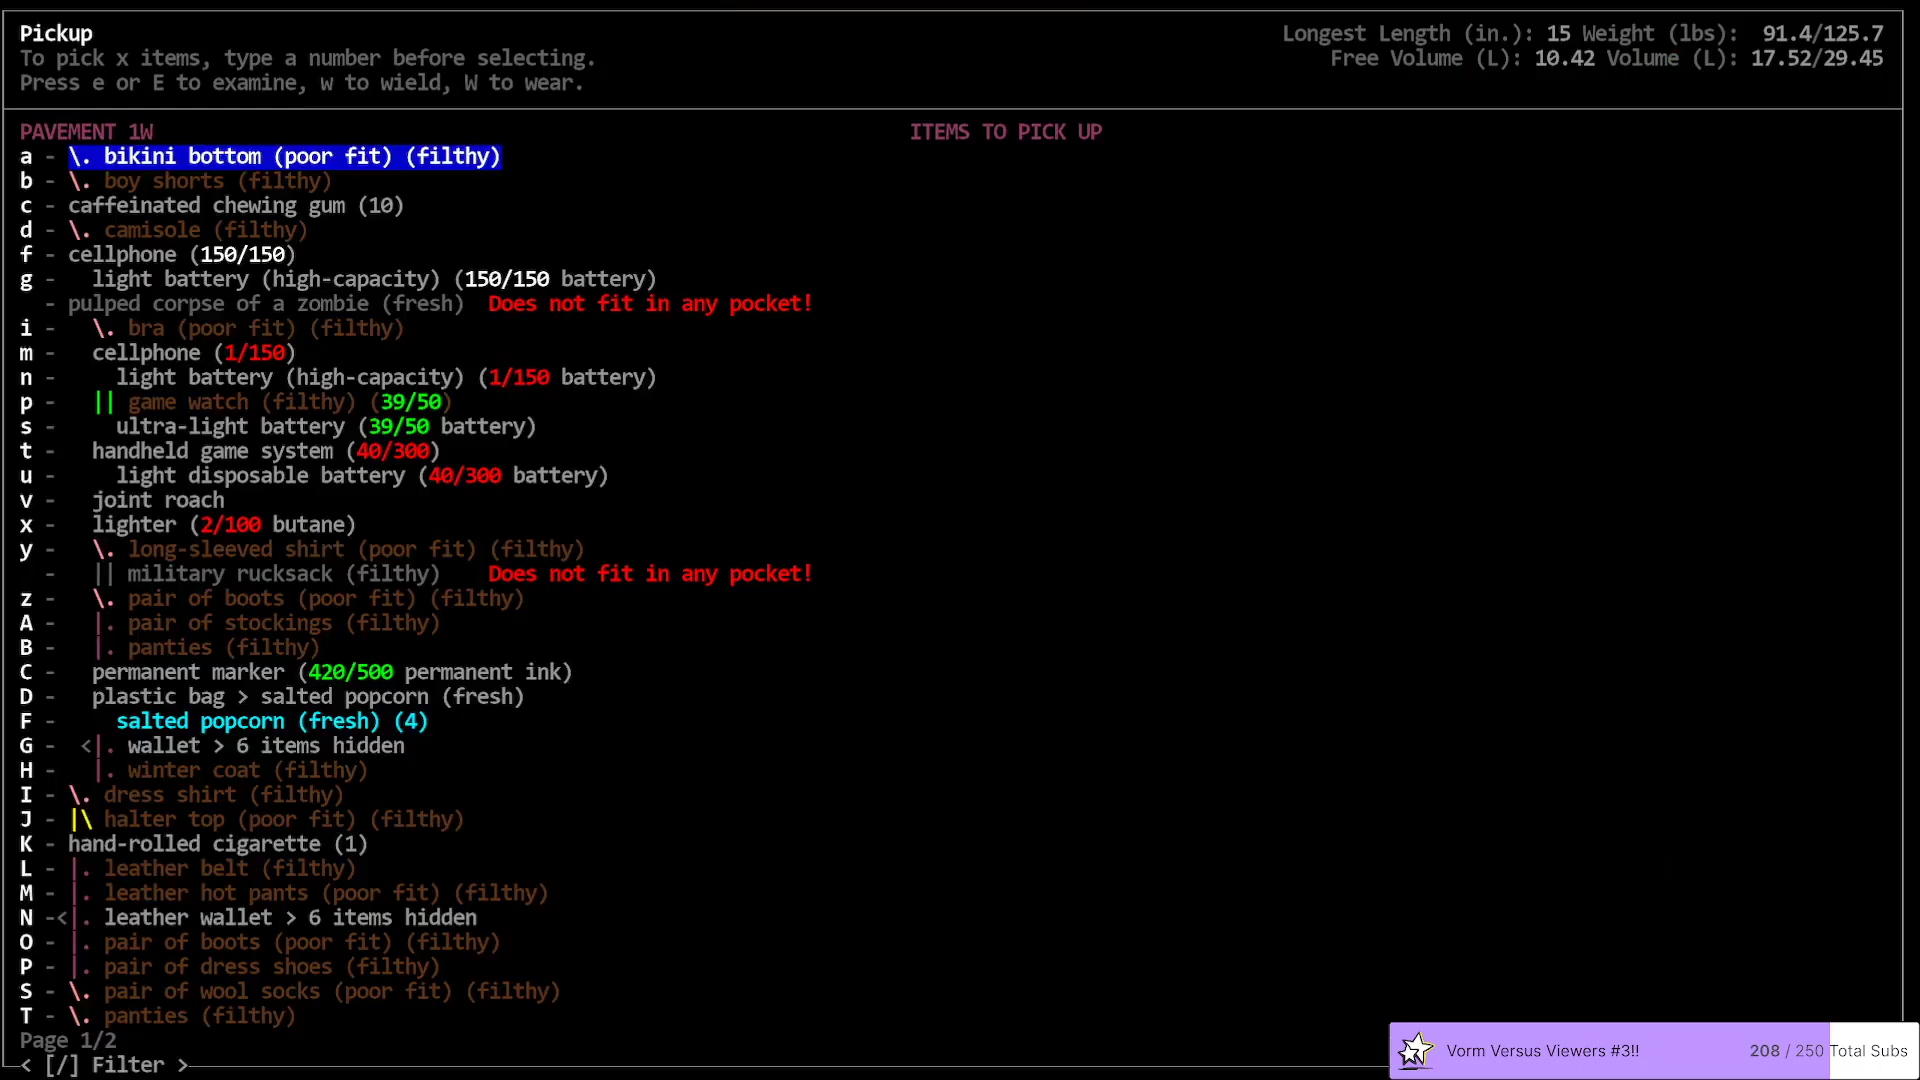 Pickup
To pick x items, type a number before selecting.
Press e or E to examine, w to wield, W to wear.
Longest Length (in.): 15 Weight (lbs): 91.4/125.7
Free Volume (L): 10.42 Volume (L): 17.52/29.45
PAVEMENT 1W
ITEMS TO PICK UP
a - \. bikini bottom (poor fit) (filthy)
b - \. boy shorts (filthy)
c - caffeinated chewing gum (10)
d - \. camisole (filthy)
f - cellphone (150/150)
g - light battery (high-capacity) (150/150 battery)
- pulped corpse of a zombie (fresh) Does not fit in any pocket!
i - \. bra (poor fit) (filthy)
m - cellphone (1/150)
n - light battery (high-capacity) (1/150 battery)
p - || game watch (filthy) (39/50)
s - ultra-light battery (39/50 battery)
t - handheld game system (40/300)
u - light disposable battery (40/300 battery)
v - joint roach
x - lighter (2/100 butane)
y - \. long-sleeved shirt (poor fit) (filthy)
- || military rucksack (filthy) Does not fit in any pocket!
z - \. pair of boots (poor fit) (filthy)
A - |. pair of stockings (filthy)
B - |. panties (filthy)
C - permanent marker (420/500 permanent ink)
D - plastic bag > salted popcorn (fresh)
F - salted popcorn (fresh) (4)
G - <|. wallet > 6 items hidden
H - |. winter coat (filthy)
I - \. dress shirt (filthy)
J - |\ halter top (poor fit) (filthy)
K - hand-rolled cigarette (1)
L - |. leather belt (filthy)
M - |. leather hot pants (poor fit) (filthy)
N -<|. leather wallet > 6 items hidden
O - |. pair of boots (poor fit) (filthy)
P - |. pair of dress shoes (filthy)
S - \. pair of wool socks (poor fit) (filthy)
T - \. panties (filthy)
Page 1/2
< [/] Filter >
Vorm Versus Viewers #3!! 208 / 250 Total Subs